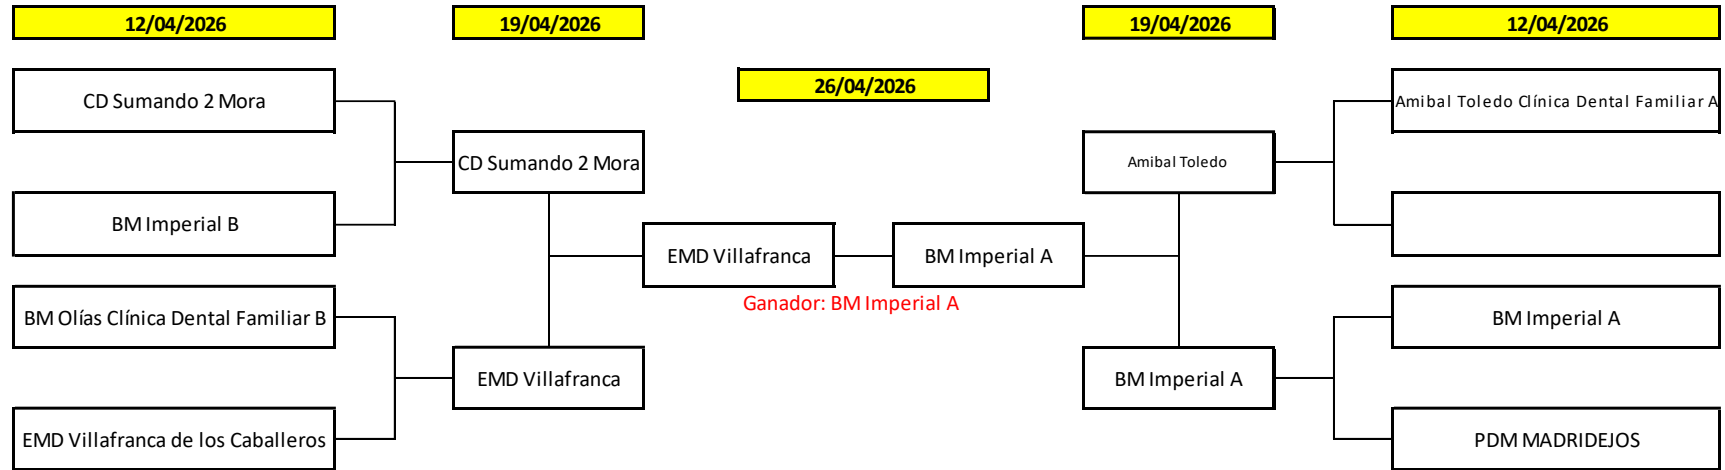 12/04/2026
19/04/2026
19/04/2026
12/04/2026
26/04/2026
CD Sumando 2 Mora
Amibal Toledo Clínica Dental Familiar A
CD Sumando 2 Mora
Amibal Toledo
BM Imperial B
EMD Villafranca
BM Imperial A
Ganador: BM Imperial A
BM Olías Clínica Dental Familiar B
BM Imperial A
EMD Villafranca
BM Imperial A
EMD Villafranca de los Caballeros
PDM MADRIDEJOS